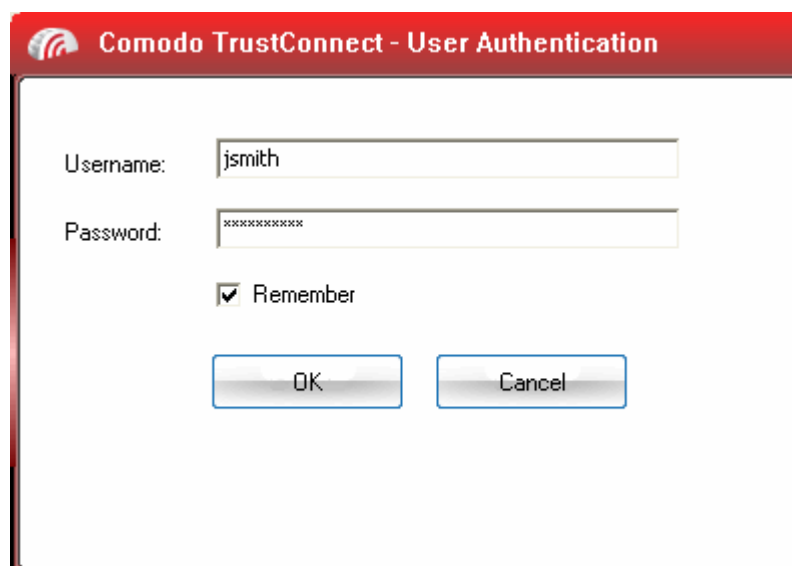 Comodo TrustConnect - User Authentication
Username: jsmith
Password: **********
Remember
OK Cancel